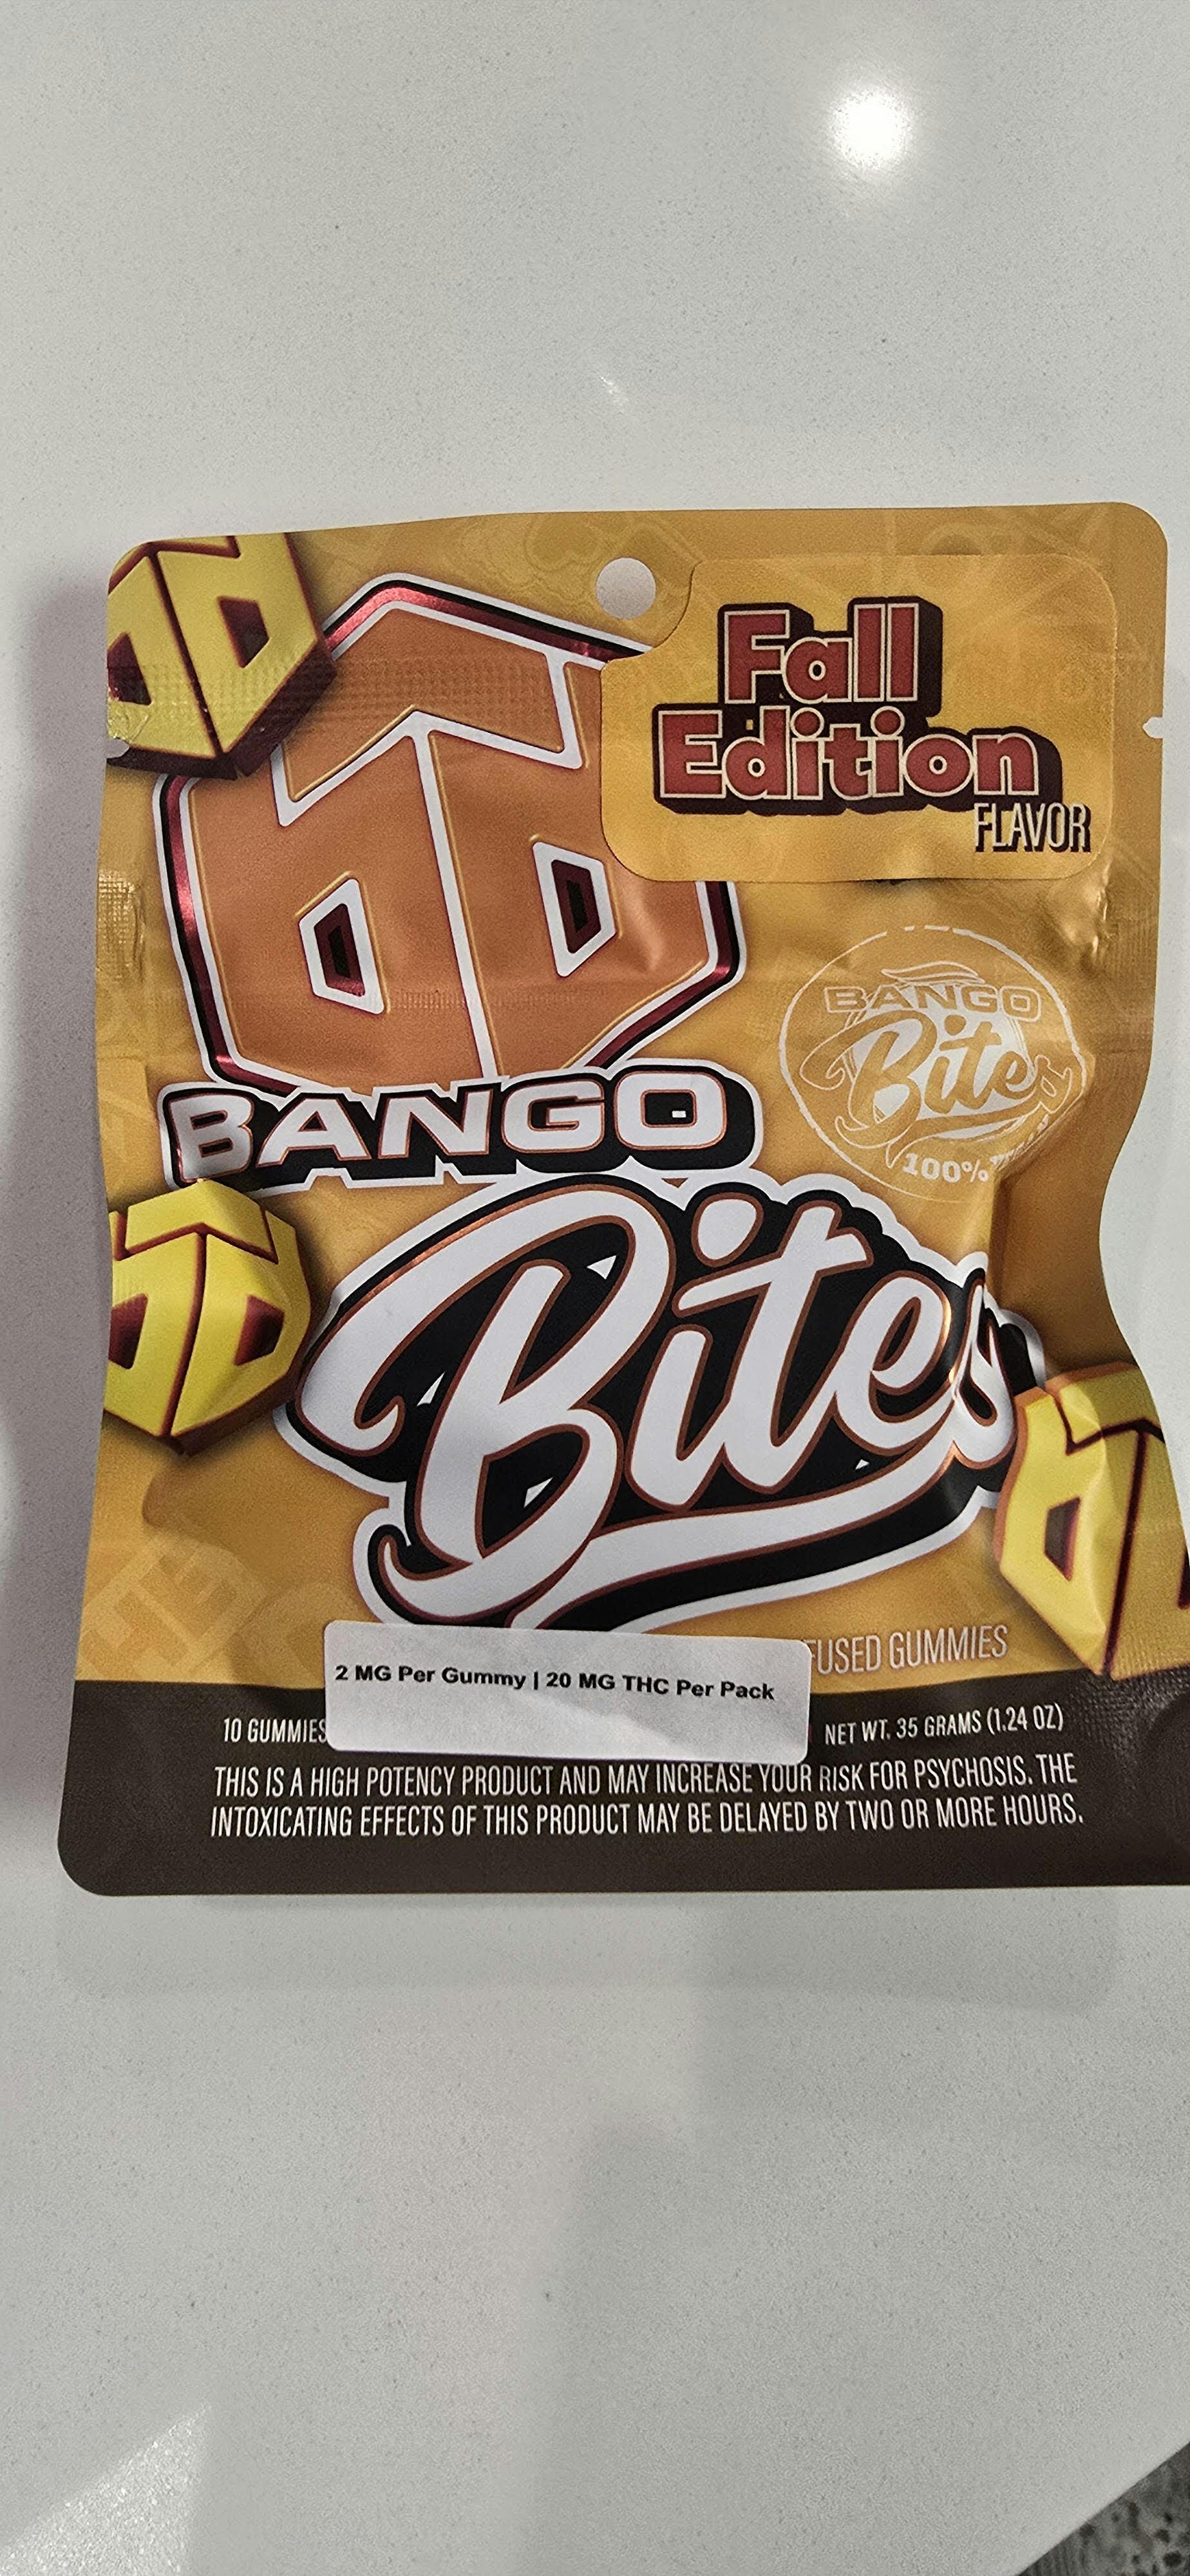 Fall
Edition
FLAVOR
BANGO
Bites
100%
BANGO
Bites
FUSED GUMMIES
2 MG Per Gummy | 20 MG THC Per Pack
10 GUMMIES
NET WT. 35 GRAMS (1.24 OZ)
THIS IS A HIGH POTENCY PRODUCT AND MAY INCREASE YOUR RISK FOR PSYCHOSIS. THE
INTOXICATING EFFECTS OF THIS PRODUCT MAY BE DELAYED BY TWO OR MORE HOURS.